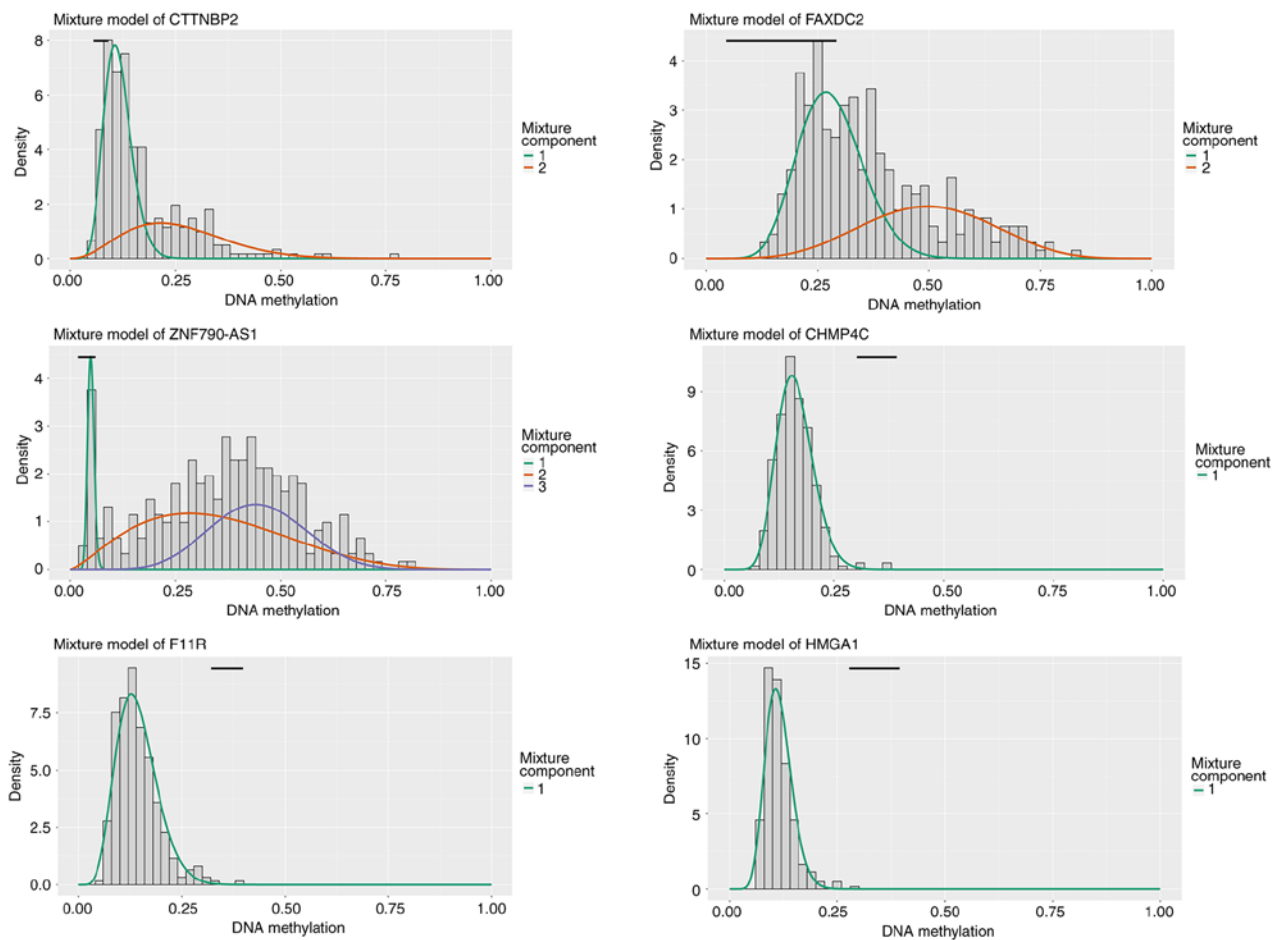 Mixture model of CTTNBP2
8
6
4
2
0
Density
0.00 0.25 0.50 0.75 1.00
DNA methylation
Mixture
component
1
2
Mixture model of FAXDC2
4
3
2
1
0
Density
0.00 0.25 0.50 0.75 1.00
DNA methylation
Mixture
component
1
2
Mixture model of ZNF790-AS1
4
3
2
1
0
Density
0.00 0.25 0.50 0.75 1.00
DNA methylation
Mixture
component
1
2
3
Mixture model of CHMP4C
9
6
3
0
Density
0.00 0.25 0.50 0.75 1.00
DNA methylation
Mixture
component
1
Mixture model of F11R
7.5
5.0
2.5
0.0
Density
0.00 0.25 0.50 0.75 1.00
DNA methylation
Mixture
component
1
Mixture model of HMGA1
15
10
5
0
Density
0.00 0.25 0.50 0.75 1.00
DNA methylation
Mixture
component
1